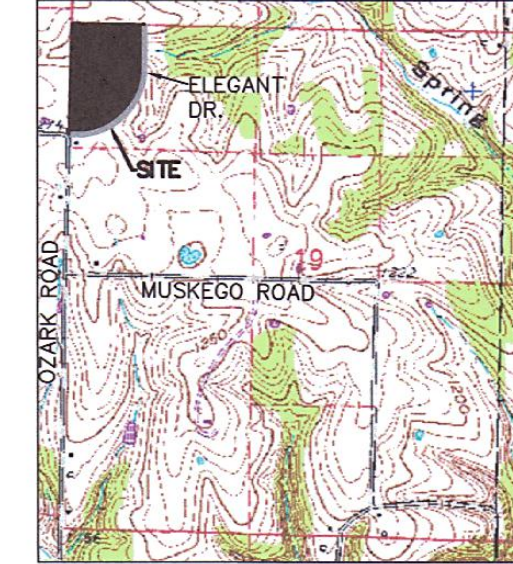 ELEGANT
DR.
Spring
SITE
OZARK ROAD
19
1222
MUSKEGO ROAD
1250
1200